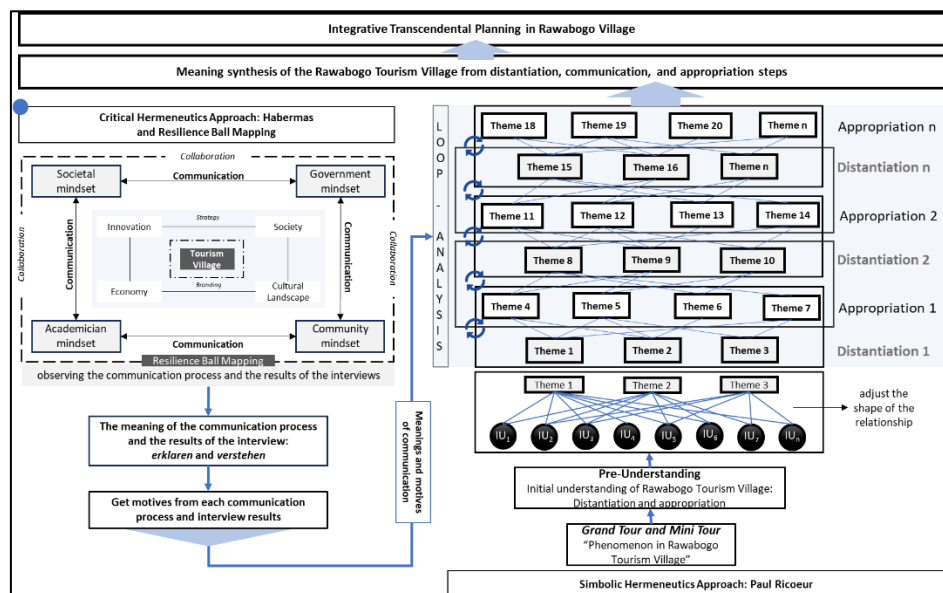 Integrative Transcendental Planning in Rawabogo Village
Meaning synthesis of the Rawabogo Tourism Village from distantiation, communication, and appropriation steps
Critical Hermeneutics Approach: Habermas
and Resilience Ball Mapping
Collaboration
Societal
mindset
Communication
Government
mindset
Collaboration
Communication
Strategy
Innovation
Society
Tourism
Village
Economy
Branding
Cultural
Landscape
Communication
Collaboration
Academician
mindset
Communication
Community
mindset
Resilience Ball Mapping
observing the communication process and the results of the interviews
The meaning of the communication process
and the results of the interview:
erklaren and verstehen
Get motives from each communication
process and interview results
Meanings and motives
of communication
LOOP - ANALYSIS
Theme 18
Theme 19
Theme 20
Theme n
Appropriation n
Theme 15
Theme 16
Theme n
Distantiation n
Theme 11
Theme 12
Theme 13
Theme 14
Appropriation 2
Theme 8
Theme 9
Theme 10
Distantiation 2
Theme 4
Theme 5
Theme 6
Theme 7
Appropriation 1
Theme 1
Theme 2
Theme 3
Distantiation 1
Theme 1
Theme 2
Theme 3
IU1
IU2
IU3
IU4
IU5
IU6
IU7
IUn
adjust the
shape of the
relationship
Pre-Understanding
Initial understanding of Rawabogo Tourism Village:
Distantiation and appropriation
Grand Tour and Mini Tour
“Phenomenon in Rawabogo
Tourism Village”
Simbolic Hermeneutics Approach: Paul Ricoeur